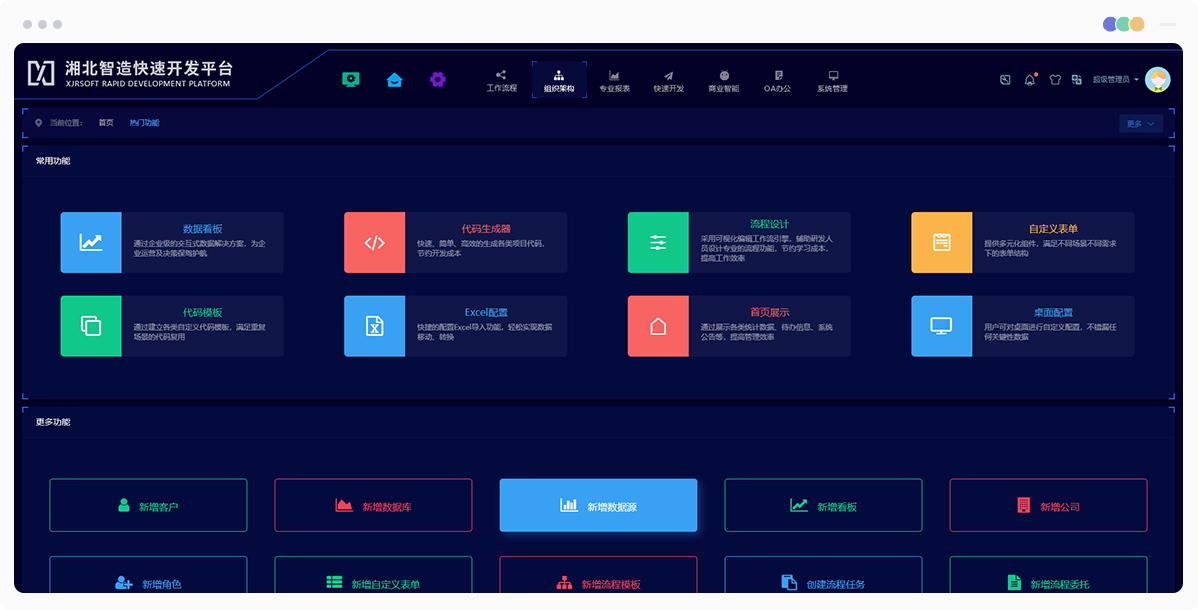 湘北智造快速开发平台
XJRSOFT RAPID DEVELOPMENT PLATFORM
工作流程
组织架构
专业报表
快速开发
商业智能
OA办公
系统管理
超级管理员
当前位置:
首页
热门功能
更多
常用功能
数据看板
通过企业级的交互式数据解决方案，为企
业运营及决策保驾护航
代码生成器
快速、简单、高效的生成各类项目代码，
节约开发成本
流程设计
采用可视化编辑工作流引擎，辅助研发人
员设计专业的流程功能，节约学习成本，
提高工作效率
自定义表单
提供多元化组件，满足不同场景不同需求
下的表单结构
代码模板
通过建立各类自定义代码模板，满足重复
场景的代码复用
Excel配置
快捷的配置Excel导入功能，轻松实现数据
移动、转换
首页展示
通过展示各类统计数据、待办信息、系统
公告等，提高管理效率
桌面配置
用户可对桌面进行自定义配置，不错漏任
何关键性数据
更多功能
新增客户
新增数据库
新增数据源
新增看板
新增公司
新增角色
新增自定义表单
新增流程模板
创建流程任务
新增流程委托